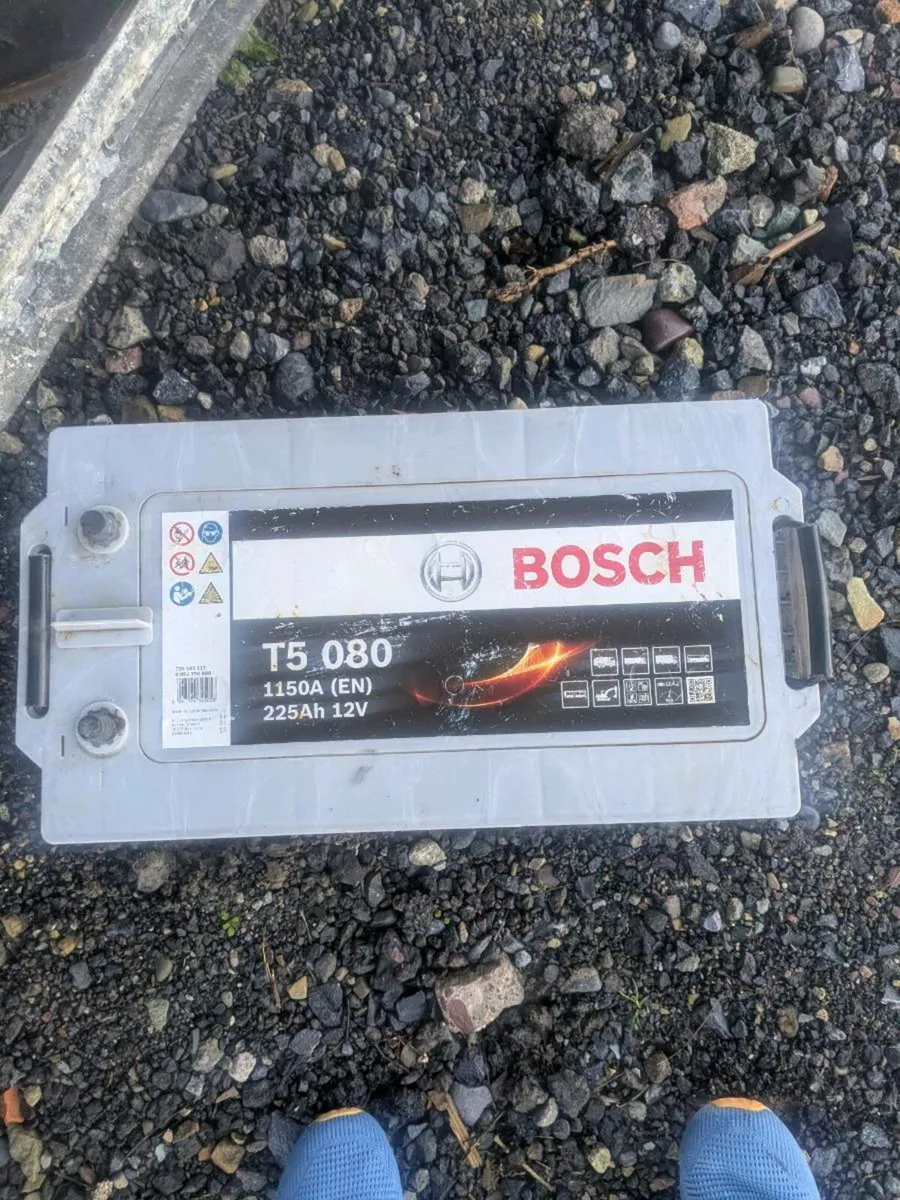 BOSCH
T5 080
1150A (EN)
225Ah 12V